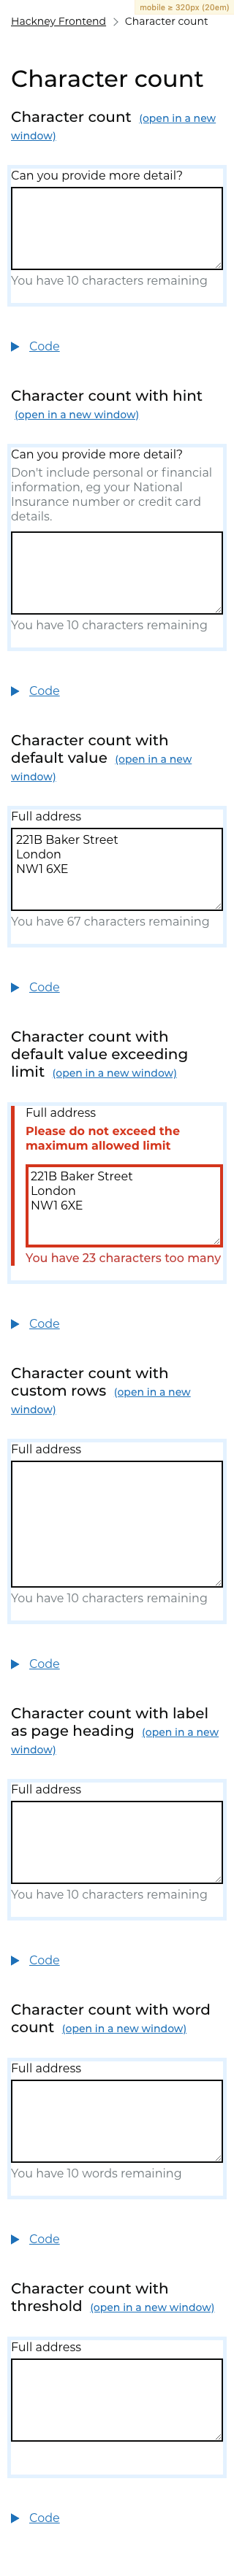 mobile ≥ 320px (20em)
Hackney Frontend > Character count
Character count
Character count (open in a new
window)
Can you provide more detail?
You have 10 characters remaining
Code
Character count with hint
(open in a new window)
Can you provide more detail?
Don't include personal or financial
information, eg your National
Insurance number or credit card
details.
You have 10 characters remaining
Code
Character count with
default value (open in a new
window)
Full address
221B Baker Street
London
NW1 6XE
You have 67 characters remaining
Code
Character count with
default value exceeding
limit (open in a new window)
Full address
Please do not exceed the
maximum allowed limit
221B Baker Street
London
NW1 6XE
You have 23 characters too many
Code
Character count with
custom rows (open in a new
window)
Full address
You have 10 characters remaining
Code
Character count with label
as page heading (open in a new
window)
Full address
You have 10 characters remaining
Code
Character count with word
count (open in a new window)
Full address
You have 10 words remaining
Code
Character count with
threshold (open in a new window)
Full address
Code